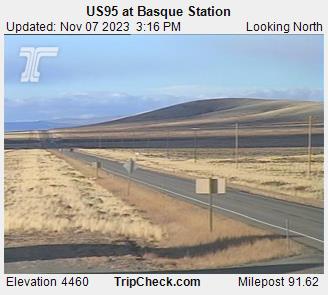 US95 at Basque Station
Updated: Nov 07 2023 3:16 PM Looking North
Elevation 4460 TripCheck.com Milepost 91.62